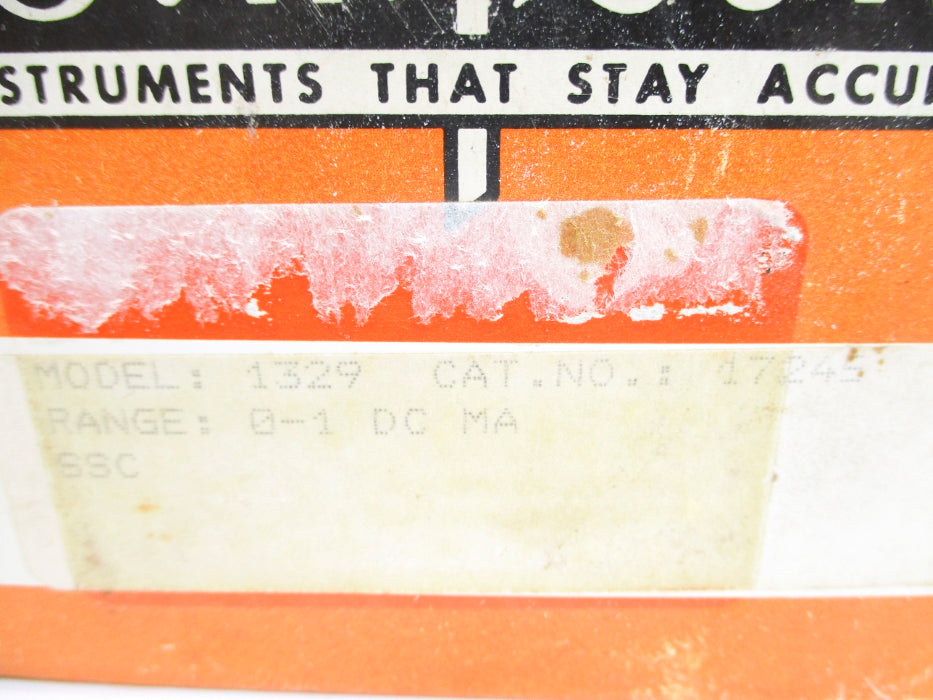 STRUMENTS THAT STAY ACCU
MODEL: 1329 CAT.NO.: 17245
RANGE: 0-1 DC MA
SSC